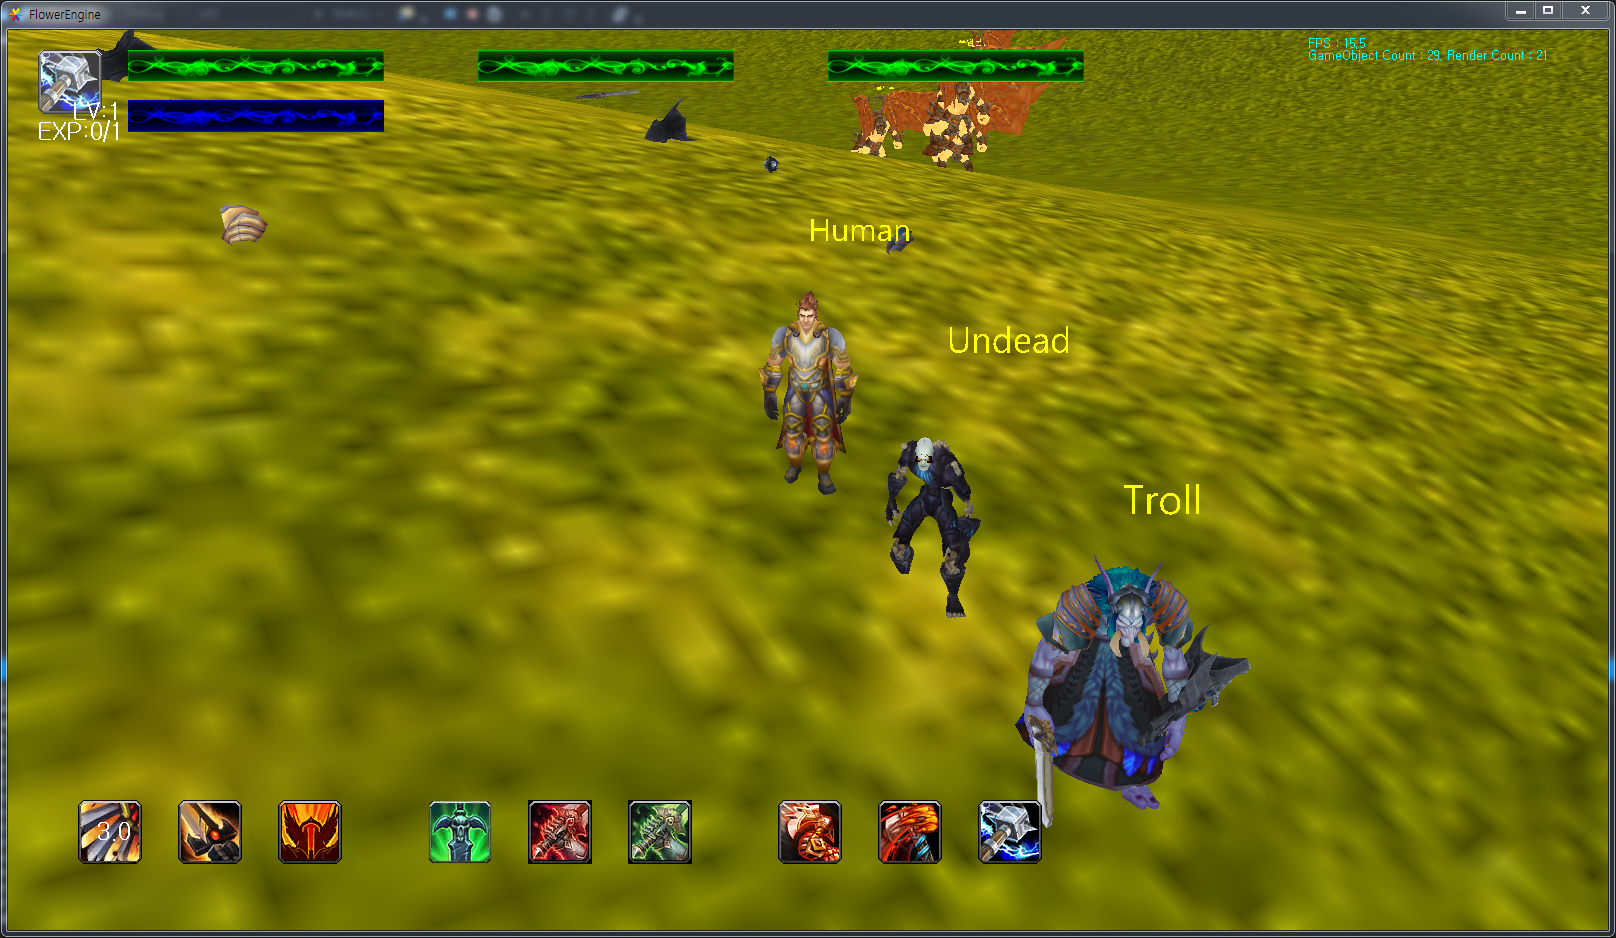 FlowerEngine
FPS : 15.5
GameObject Count : 29, Render Count : 21
LV:1
EXP:0/1
Human
Undead
Troll
3.0